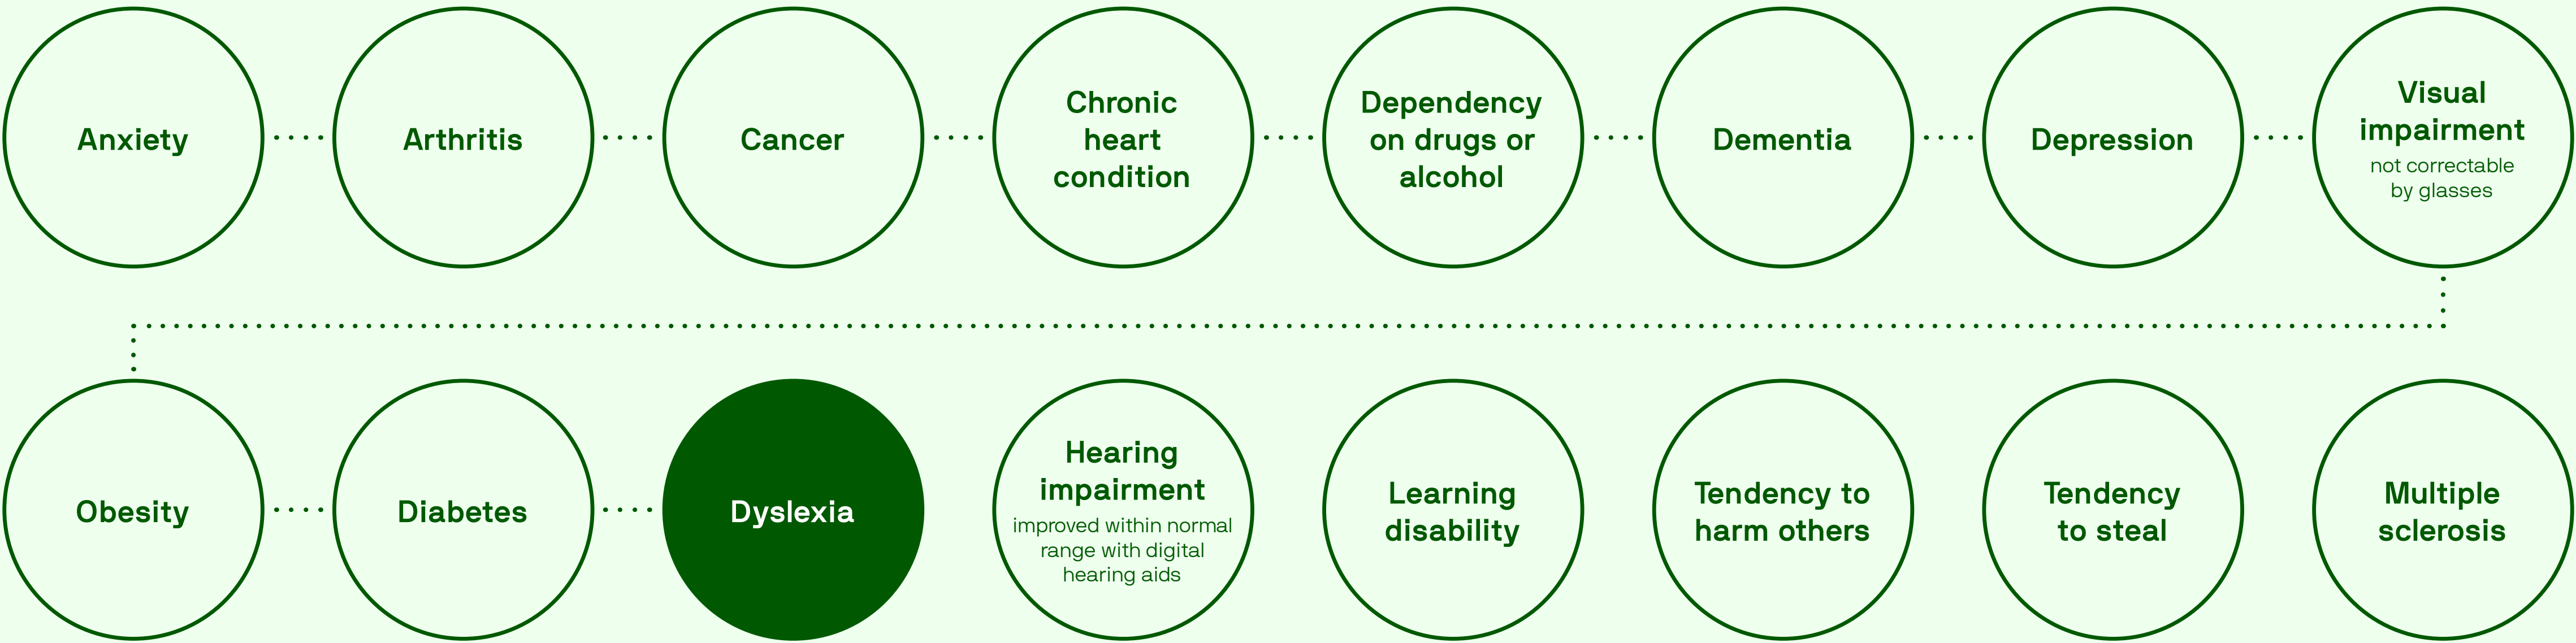 Anxiety
Arthritis
Cancer
Chronic
heart
condition
Dependency
on drugs or
alcohol
Dementia
Depression
Visual
impairment
not correctable
by glasses
Obesity
Diabetes
Dyslexia
Hearing
impairment
improved within normal
range with digital
hearing aids
Learning
disability
Tendency to
harm others
Tendency
to steal
Multiple
sclerosis